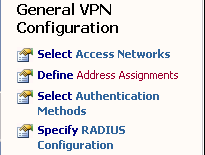 General VPN
Configuration
Select Access Networks
Define Address Assignments
Select Authentication
Methods
Specify RADIUS
Configuration